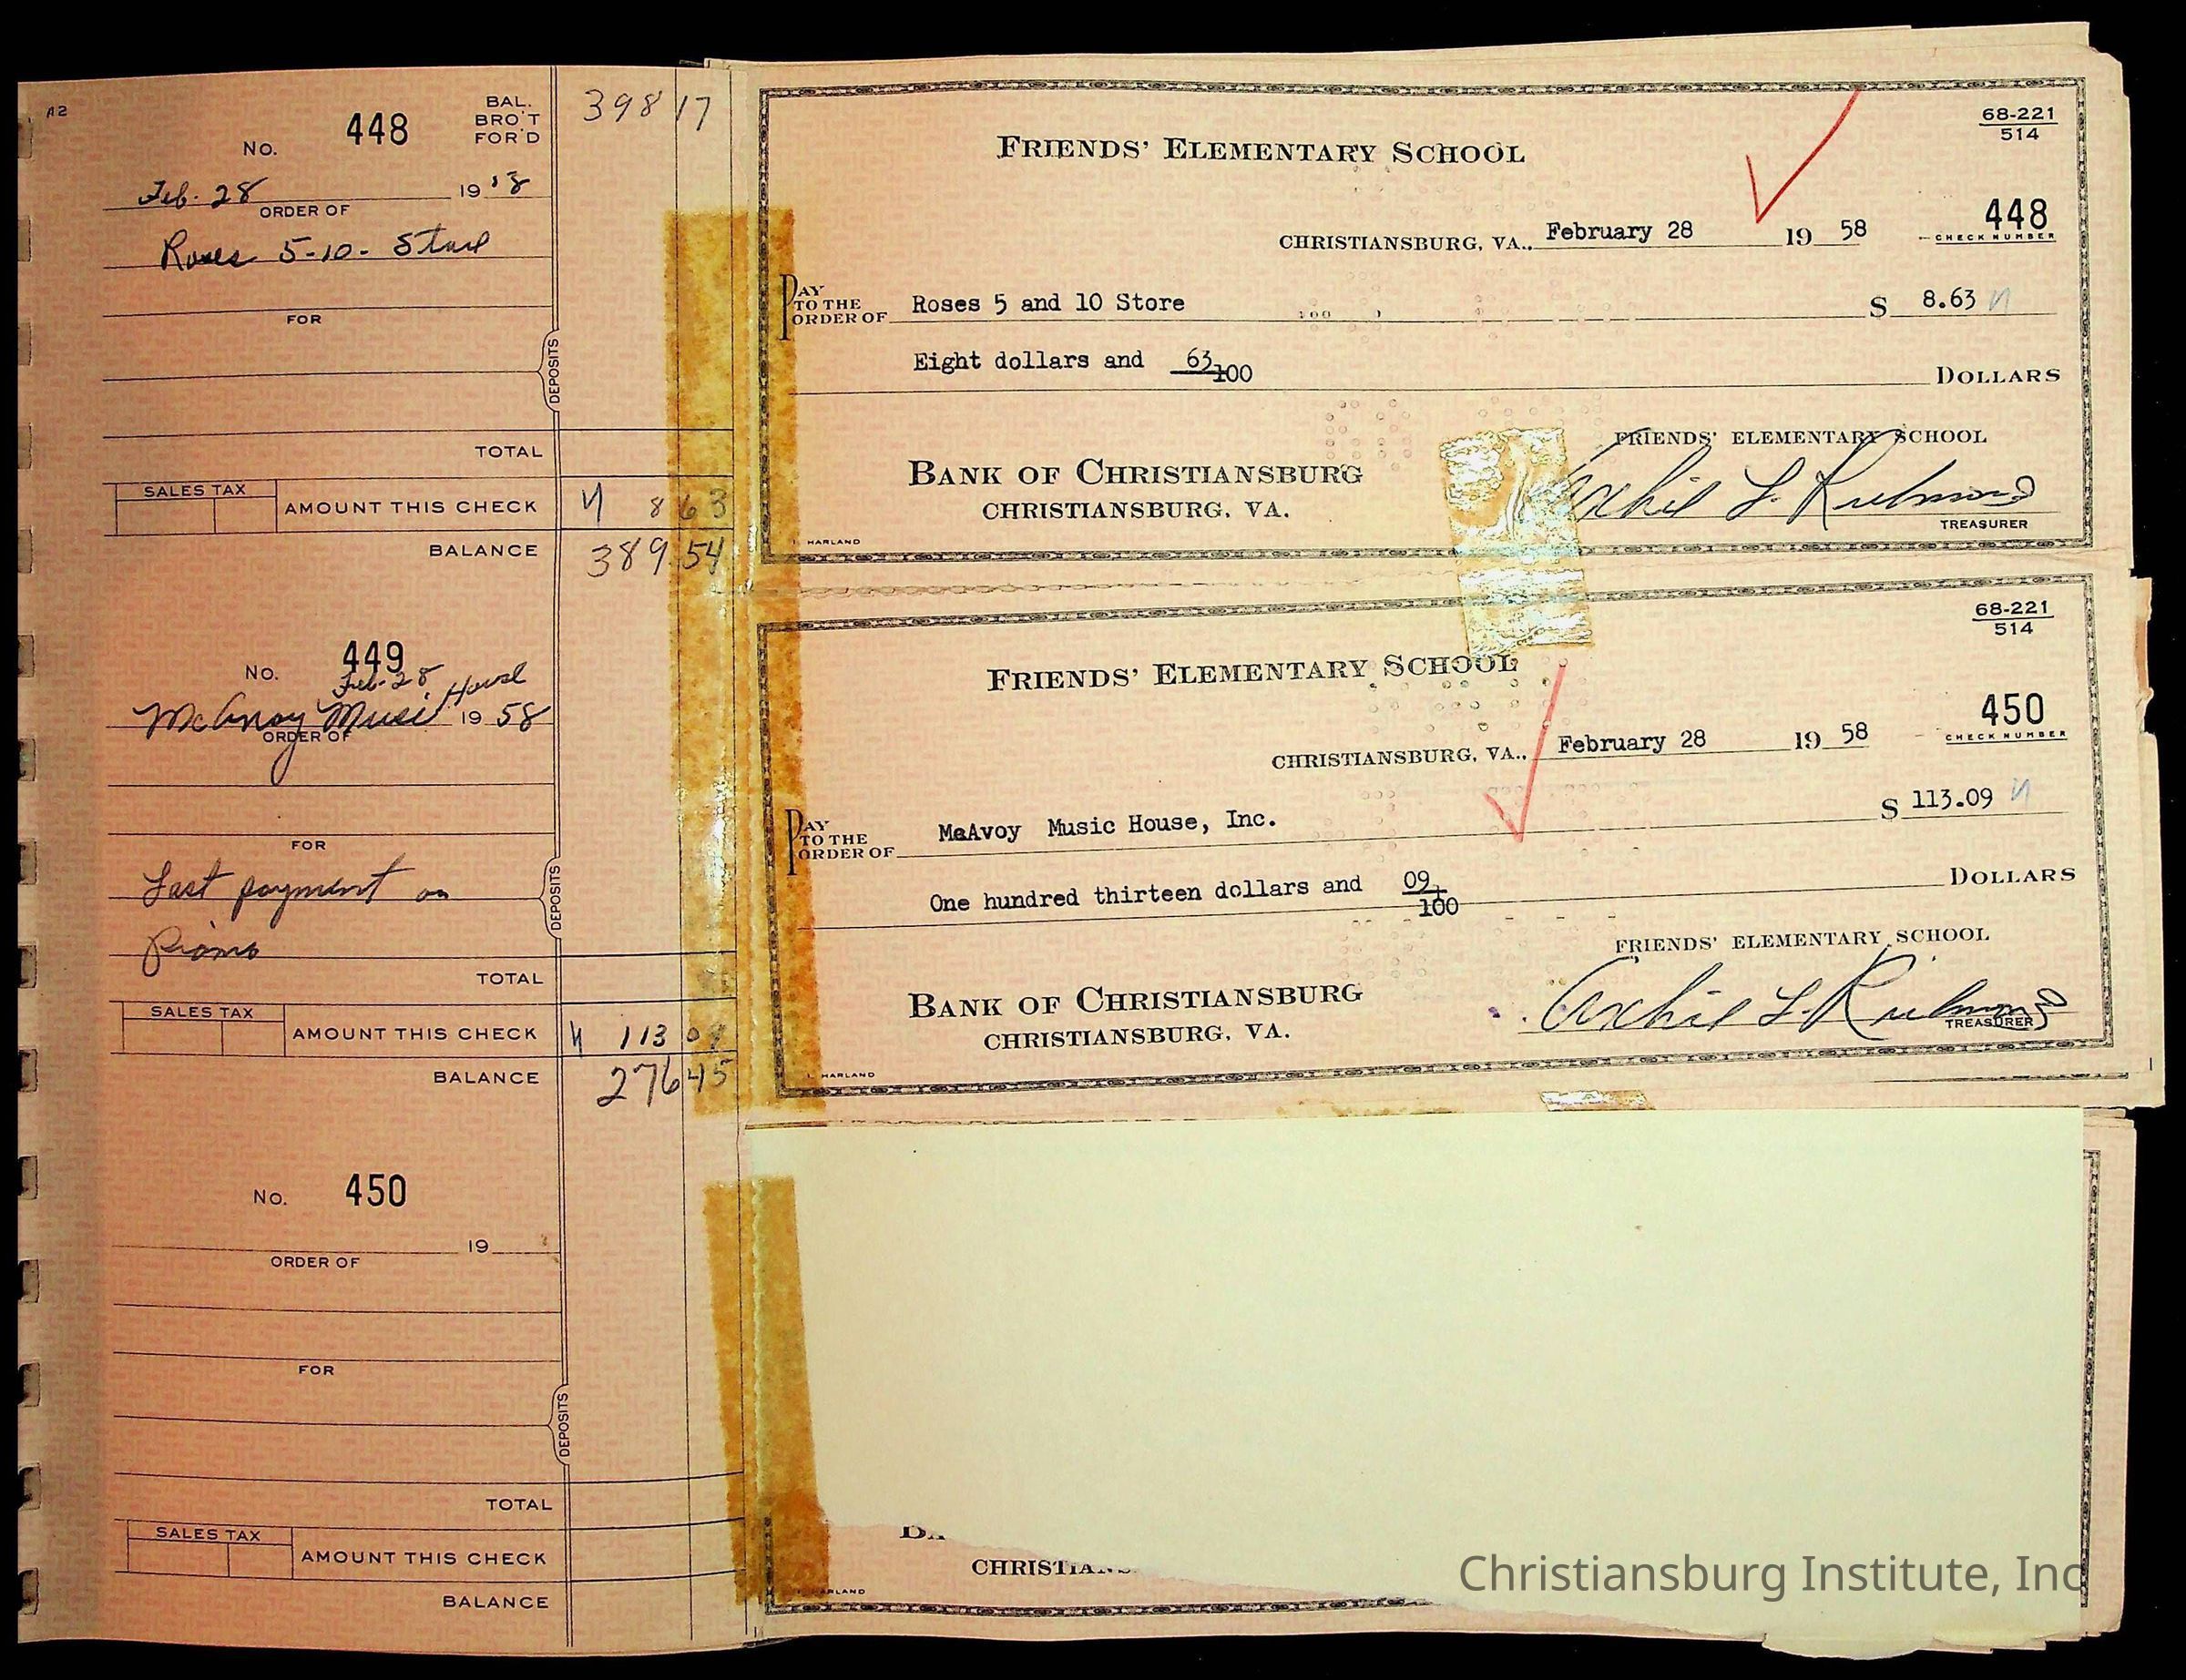 A2
No. 448
BAL.
BRO'T
FOR'D
398 17
Feb. 28 19 58
ORDER OF
Roses 5-10- Store
FOR
DEPOSITS
TOTAL
SALES TAX
AMOUNT THIS CHECK 8 63
BALANCE 389 54
No. 449
Feb-28
McAvoy Music House 19 58
ORDER OF
FOR
Last payment on
Piano
DEPOSITS
TOTAL
SALES TAX
AMOUNT THIS CHECK 113 09
BALANCE 276 45
No. 450
19
ORDER OF
FOR
DEPOSITS
TOTAL
SALES TAX
AMOUNT THIS CHECK
BALANCE
68-221
514
FRIENDS' ELEMENTARY SCHOOL
448
CHECK NUMBER
CHRISTIANSBURG, VA., February 28 19 58
PAY
TO THE
ORDER OF Roses 5 and 10 Store $ 8.63
Eight dollars and 63/100 DOLLARS
FRIENDS' ELEMENTARY SCHOOL
BANK OF CHRISTIANSBURG
CHRISTIANSBURG, VA.
Archie L. Richmond
TREASURER
HARLAND
68-221
514
FRIENDS' ELEMENTARY SCHOOL
450
CHECK NUMBER
CHRISTIANSBURG, VA., February 28 19 58
PAY
TO THE
ORDER OF McAvoy Music House, Inc. $ 113.09
One hundred thirteen dollars and 09/100 DOLLARS
FRIENDS' ELEMENTARY SCHOOL
BANK OF CHRISTIANSBURG
CHRISTIANSBURG, VA.
Archie L. Richmond
TREASURER
HARLAND
Christiansburg Institute, Inc